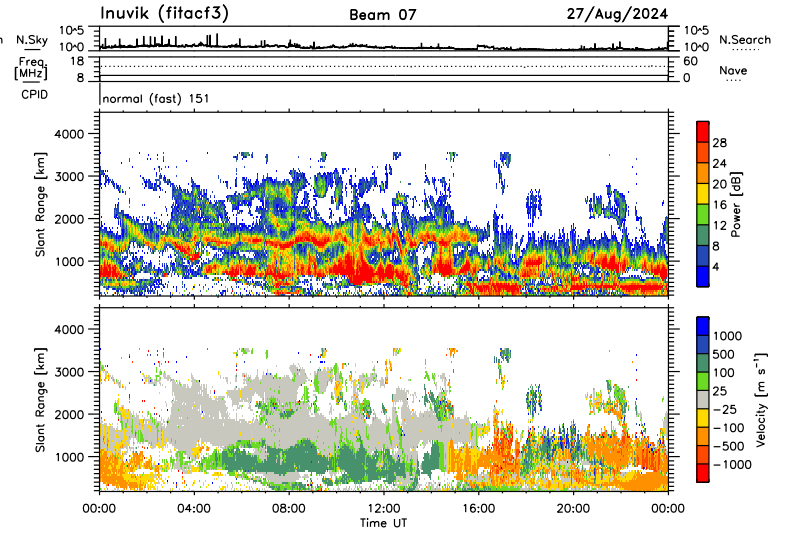 Inuvik (fitacf3) Beam 07 27/Aug/2024
N.Sky 10^5 10^0 10^5 10^0 N.Search
Freq. [MHz] 18 8 60 0 Nave
CPID normal (fast) 151
4000
3000
2000
1000
Slant Range [km]
28
24
20
16
12
8
4
Power [dB]
4000
3000
2000
1000
Slant Range [km]
1000
500
100
25
-25
-100
-500
-1000
Velocity [m s^-1]
00:00 04:00 08:00 12:00 16:00 20:00 00:00
Time UT